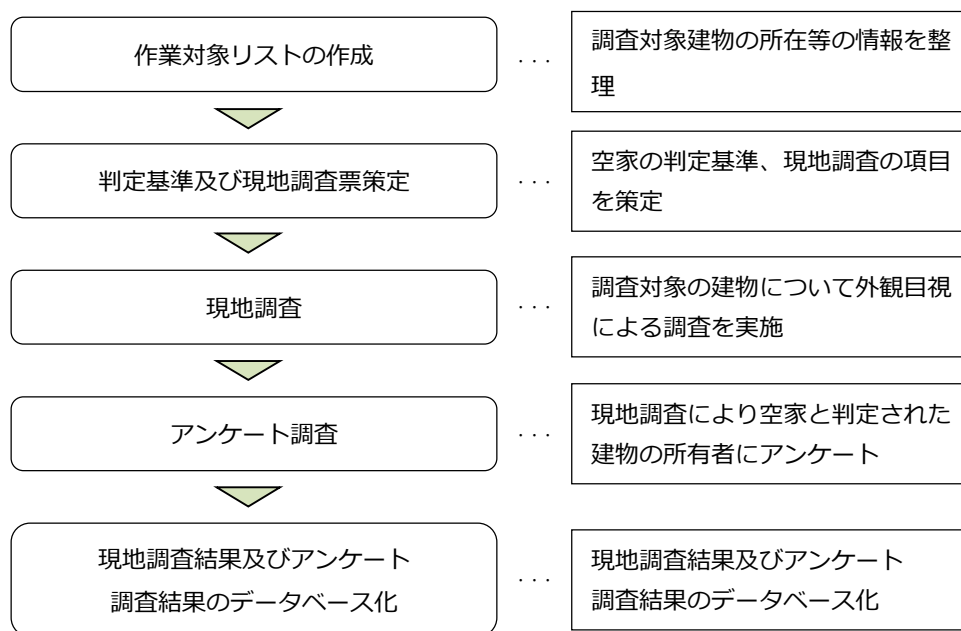 作業対象リストの作成
・・・
調査対象建物の所在等の情報を整
理
判定基準及び現地調査票策定
・・・
空家の判定基準、現地調査の項目
を策定
現地調査
・・・
調査対象の建物について外観目視
による調査を実施
アンケート調査
・・・
現地調査により空家と判定された
建物の所有者にアンケート
現地調査結果及びアンケート
調査結果のデータベース化
・・・
現地調査結果及びアンケート
調査結果のデータベース化